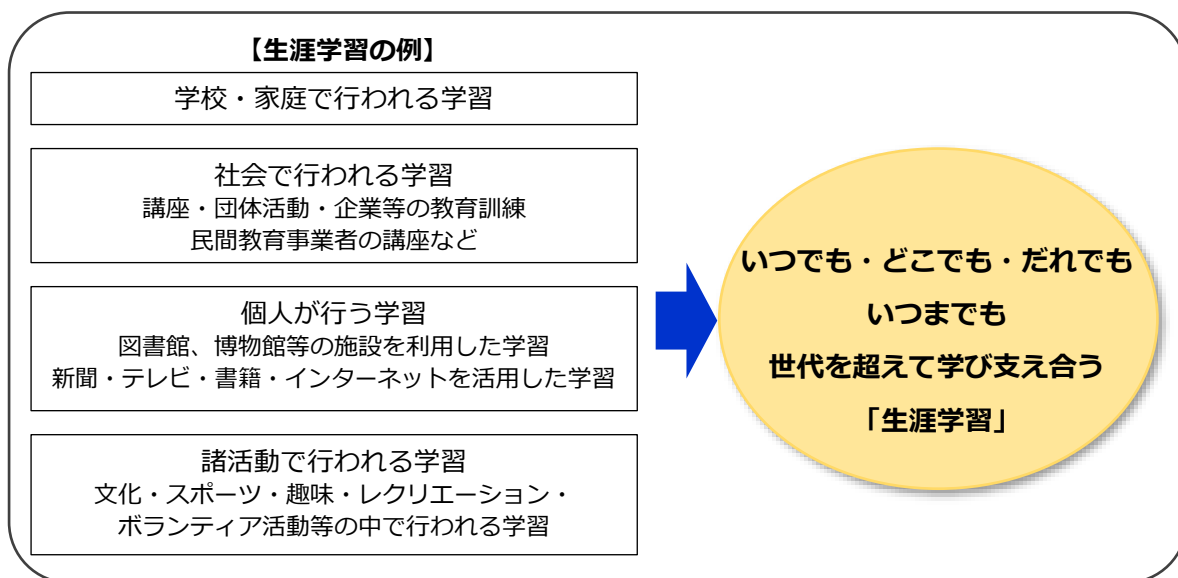 【生涯学習の例】
学校・家庭で行われる学習
社会で行われる学習
講座・団体活動・企業等の教育訓練
民間教育事業者の講座など
個人が行う学習
図書館、博物館等の施設を利用した学習
新聞・テレビ・書籍・インターネットを活用した学習
諸活動で行われる学習
文化・スポーツ・趣味・レクリエーション・
ボランティア活動等の中で行われる学習
いつでも・どこでも・だれでも
いつまでも
世代を超えて学び支え合う
「生涯学習」